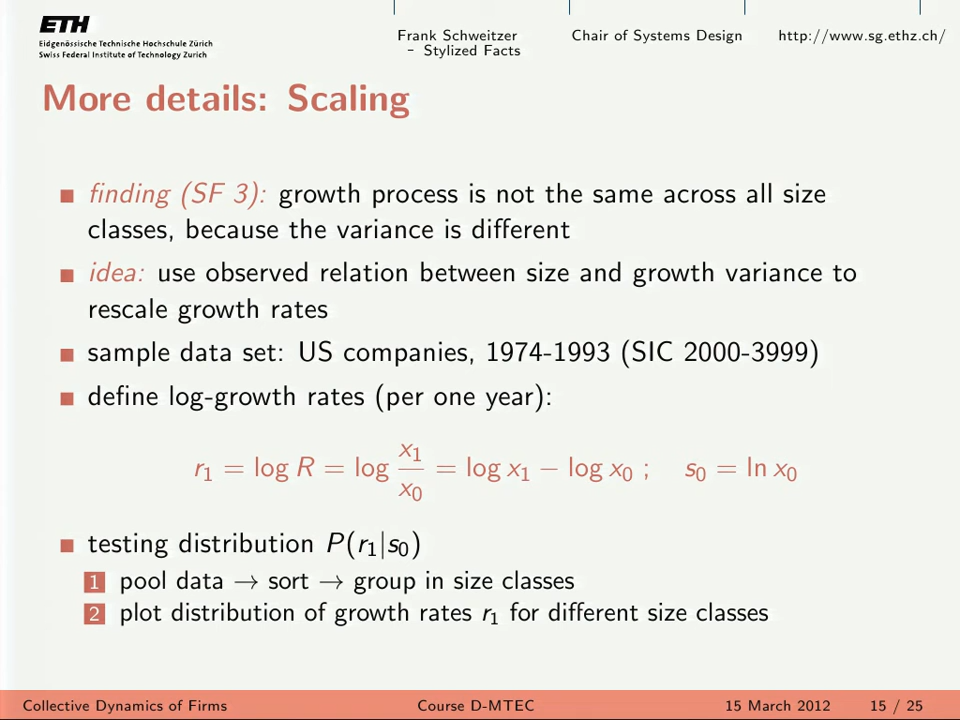 ETH
Eidgenössische Technische Hochschule Zürich
Swiss Federal Institute of Technology Zurich
Frank Schweitzer
- Stylized Facts
Chair of Systems Design
http://www.sg.ethz.ch/
More details: Scaling
finding (SF 3): growth process is not the same across all size
classes, because the variance is different
idea: use observed relation between size and growth variance to
rescale growth rates
sample data set: US companies, 1974-1993 (SIC 2000-3999)
define log-growth rates (per one year):
r₁ = log R = log x₁/x₀ = log x₁ − log x₀ ; s₀ = ln x₀
testing distribution P(r₁|s₀)
1 pool data → sort → group in size classes
2 plot distribution of growth rates r₁ for different size classes
Collective Dynamics of Firms
Course D-MTEC
15 March 2012
15 / 25